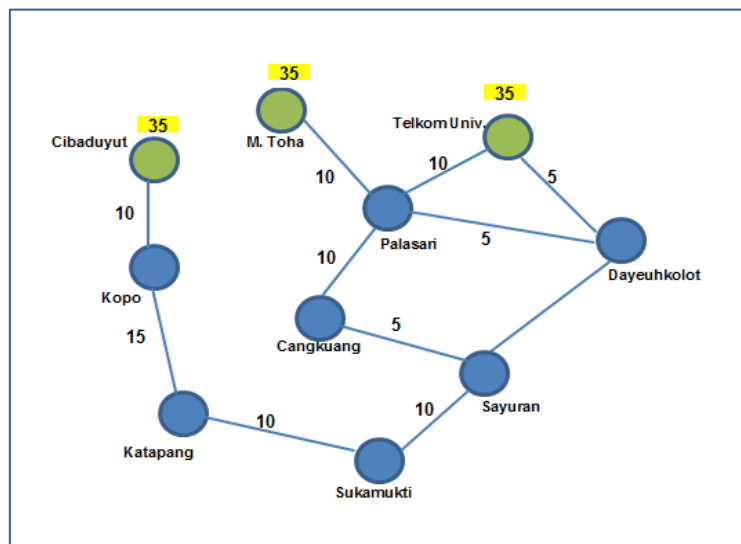 35
35
35
Cibaduyut
M. Toha
Telkom Univ.
10
10
10
5
Palasari
5
Dayeuhkolot
10
Kopo
15
Cangkuang
5
Sayuran
10
Katapang
10
Sukamukti